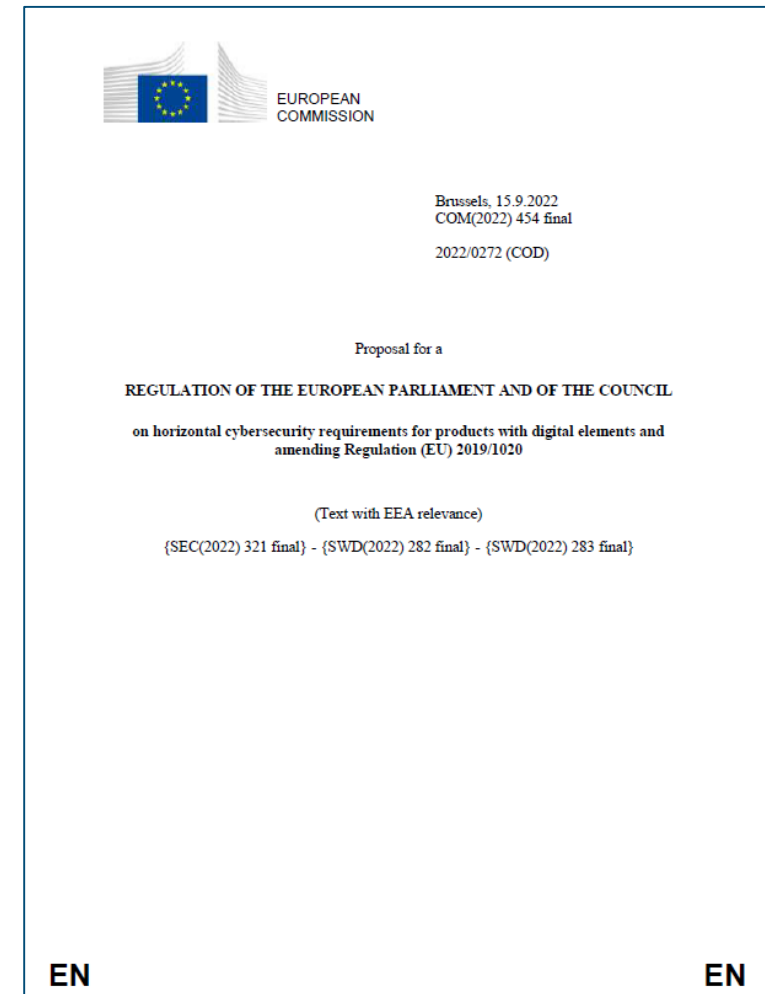 EUROPEAN
COMMISSION
Brussels, 15.9.2022
COM(2022) 454 final
2022/0272 (COD)
Proposal for a
REGULATION OF THE EUROPEAN PARLIAMENT AND OF THE COUNCIL
on horizontal cybersecurity requirements for products with digital elements and
amending Regulation (EU) 2019/1020
(Text with EEA relevance)
{SEC(2022) 321 final} - {SWD(2022) 282 final} - {SWD(2022) 283 final}
EN EN